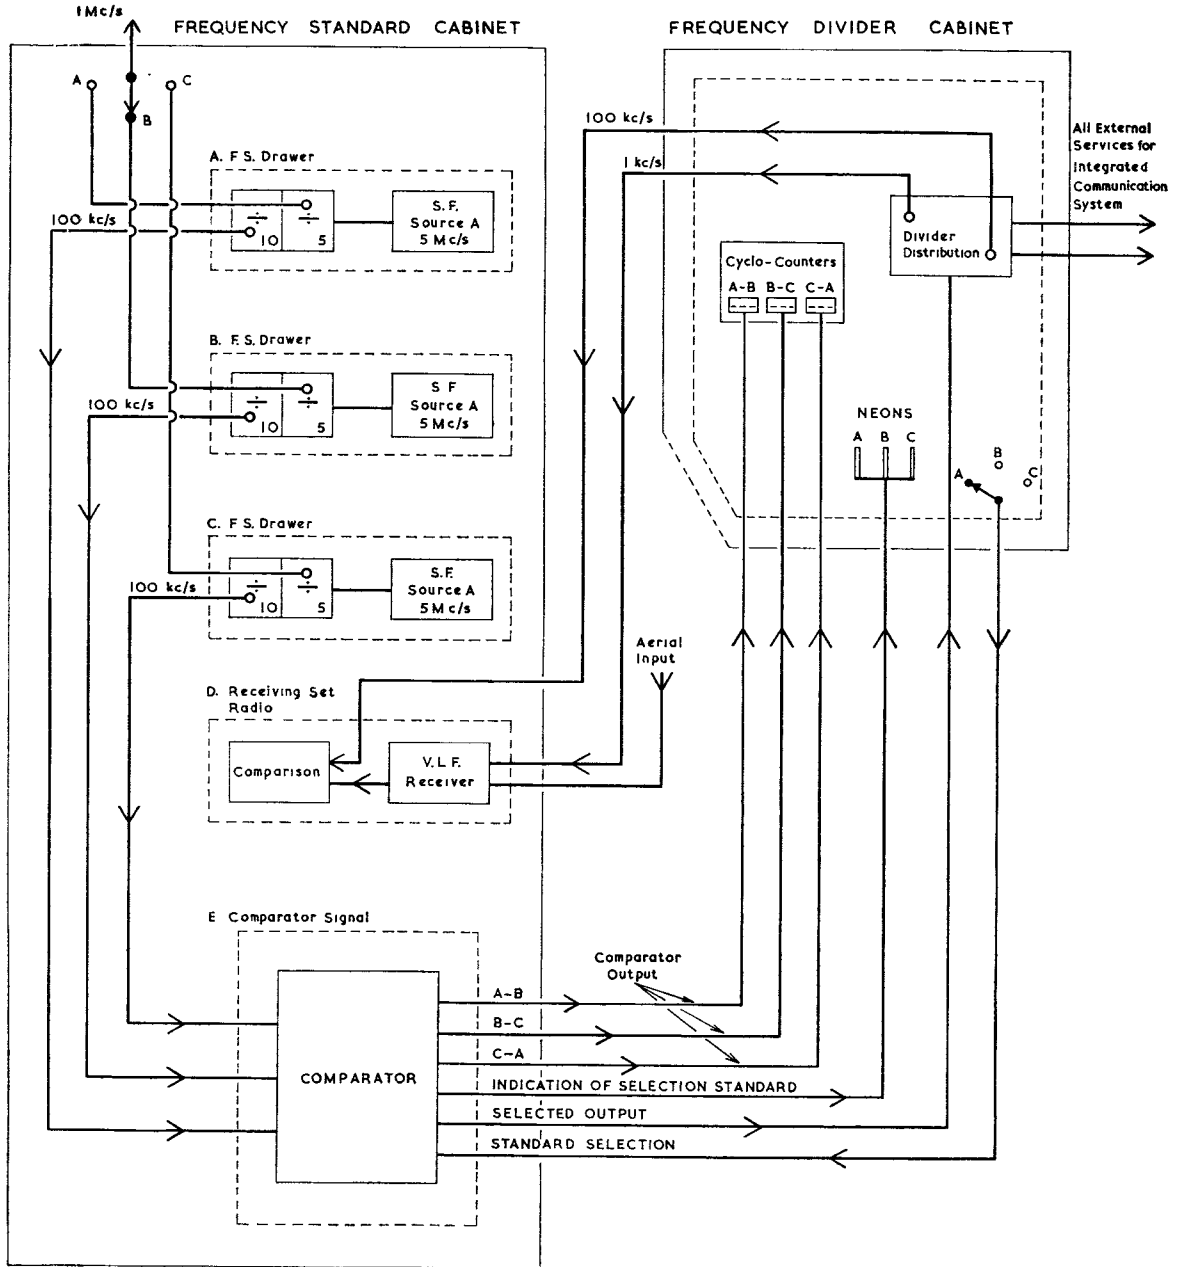 1Mc/s
FREQUENCY STANDARD CABINET
FREQUENCY DIVIDER CABINET
A
C
B
A. F S. Drawer
÷
10
÷
5
S.F.
Source A
5 Mc/s
100 kc/s
B. F.S. Drawer
÷
10
÷
5
S F
Source A
5 Mc/s
100 kc/s
C. F S. Drawer
÷
10
÷
5
S.F.
Source A
5 Mc/s
100 kc/s
D. Receiving Set
Radio
Comparison
V.L.F.
Receiver
Aerial
Input
E Comparator Signal
COMPARATOR
A-B
B-C
C-A
INDICATION OF SELECTION STANDARD
SELECTED OUTPUT
STANDARD SELECTION
Comparator
Output
100 kc/s
1 kc/s
Divider
Distribution
Cyclo-Counters
A-B B-C C-A
NEONS
A B C
A
B
C
All External
Services for
Integrated
Communication
System